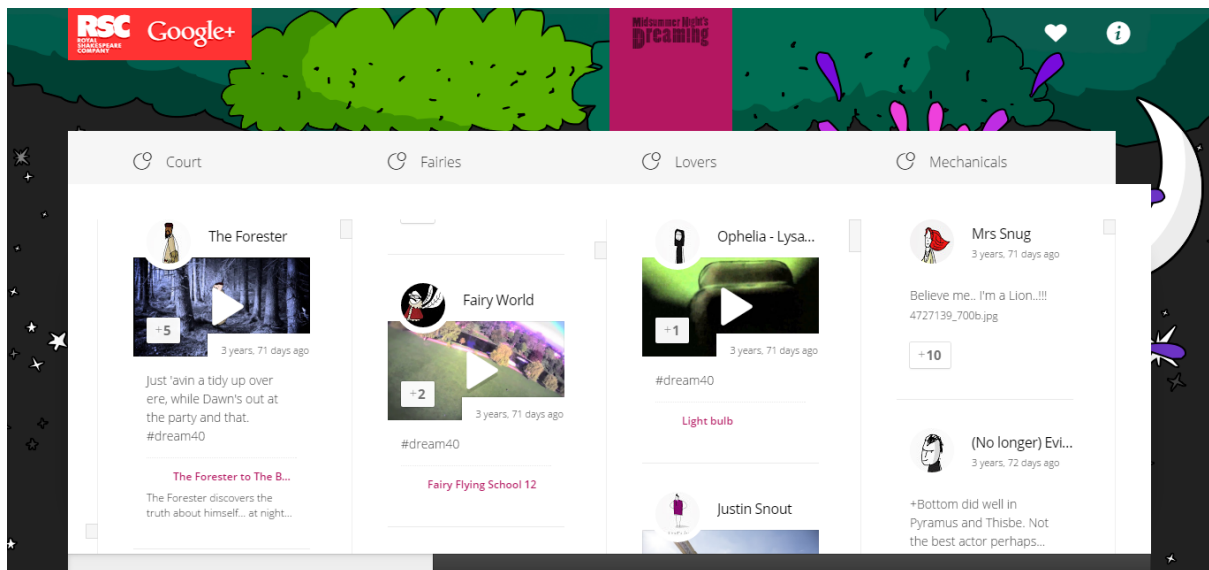 RSC
ROYAL
SHAKESPEARE
COMPANY
Google+
Midsummer Night's
Dreaming
i
Court
Fairies
Lovers
Mechanicals
The Forester
+5
3 years, 71 days ago
Just 'avin a tidy up over
ere, while Dawn's out at
the party and that.
#dream40
The Forester to The B...
The Forester discovers the
truth about himself... at night...
Fairy World
+2
3 years, 71 days ago
#dream40
Fairy Flying School 12
Ophelia - Lysa...
+1
3 years, 71 days ago
#dream40
Light bulb
Justin Snout
Mrs Snug
3 years, 71 days ago
Believe me.. I'm a Lion..!!!
4727139_700b.jpg
+10
(No longer) Evi...
3 years, 72 days ago
+Bottom did well in
Pyramus and Thisbe. Not
the best actor perhaps...